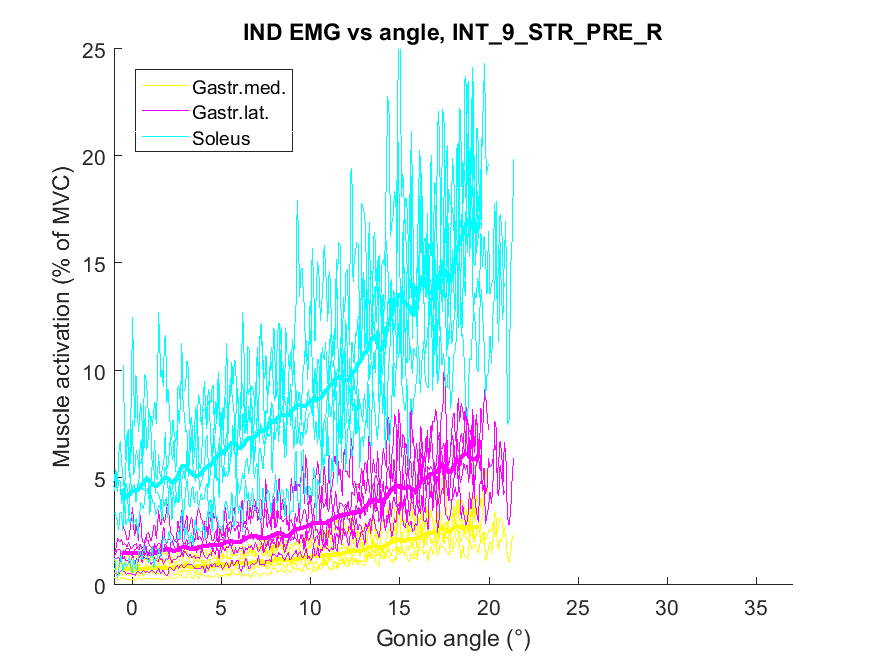 IND EMG vs angle, INT_9_STR_PRE_R
25
20
15
10
5
0
Muscle activation (% of MVC)
Gastr.med.
Gastr.lat.
Soleus
0 5 10 15 20 25 30 35
Gonio angle (°)